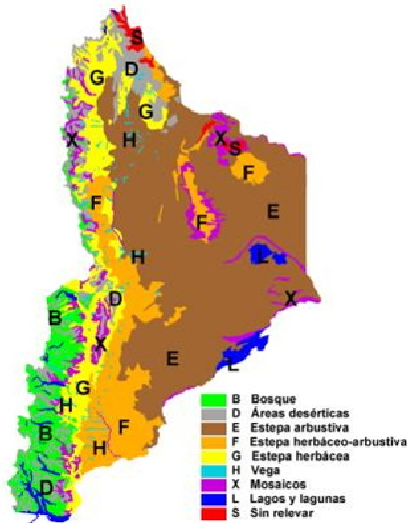 S
D
G
G
X
H
X
S
F
F
F
E
H
L
D
X
B
X
E
L
G
H
F
B
H
D
B Bosque
D Áreas desérticas
E Estepa arbustiva
F Estepa herbáceo-arbustiva
G Estepa herbácea
H Vega
X Mosaicos
L Lagos y lagunas
S Sin relevar